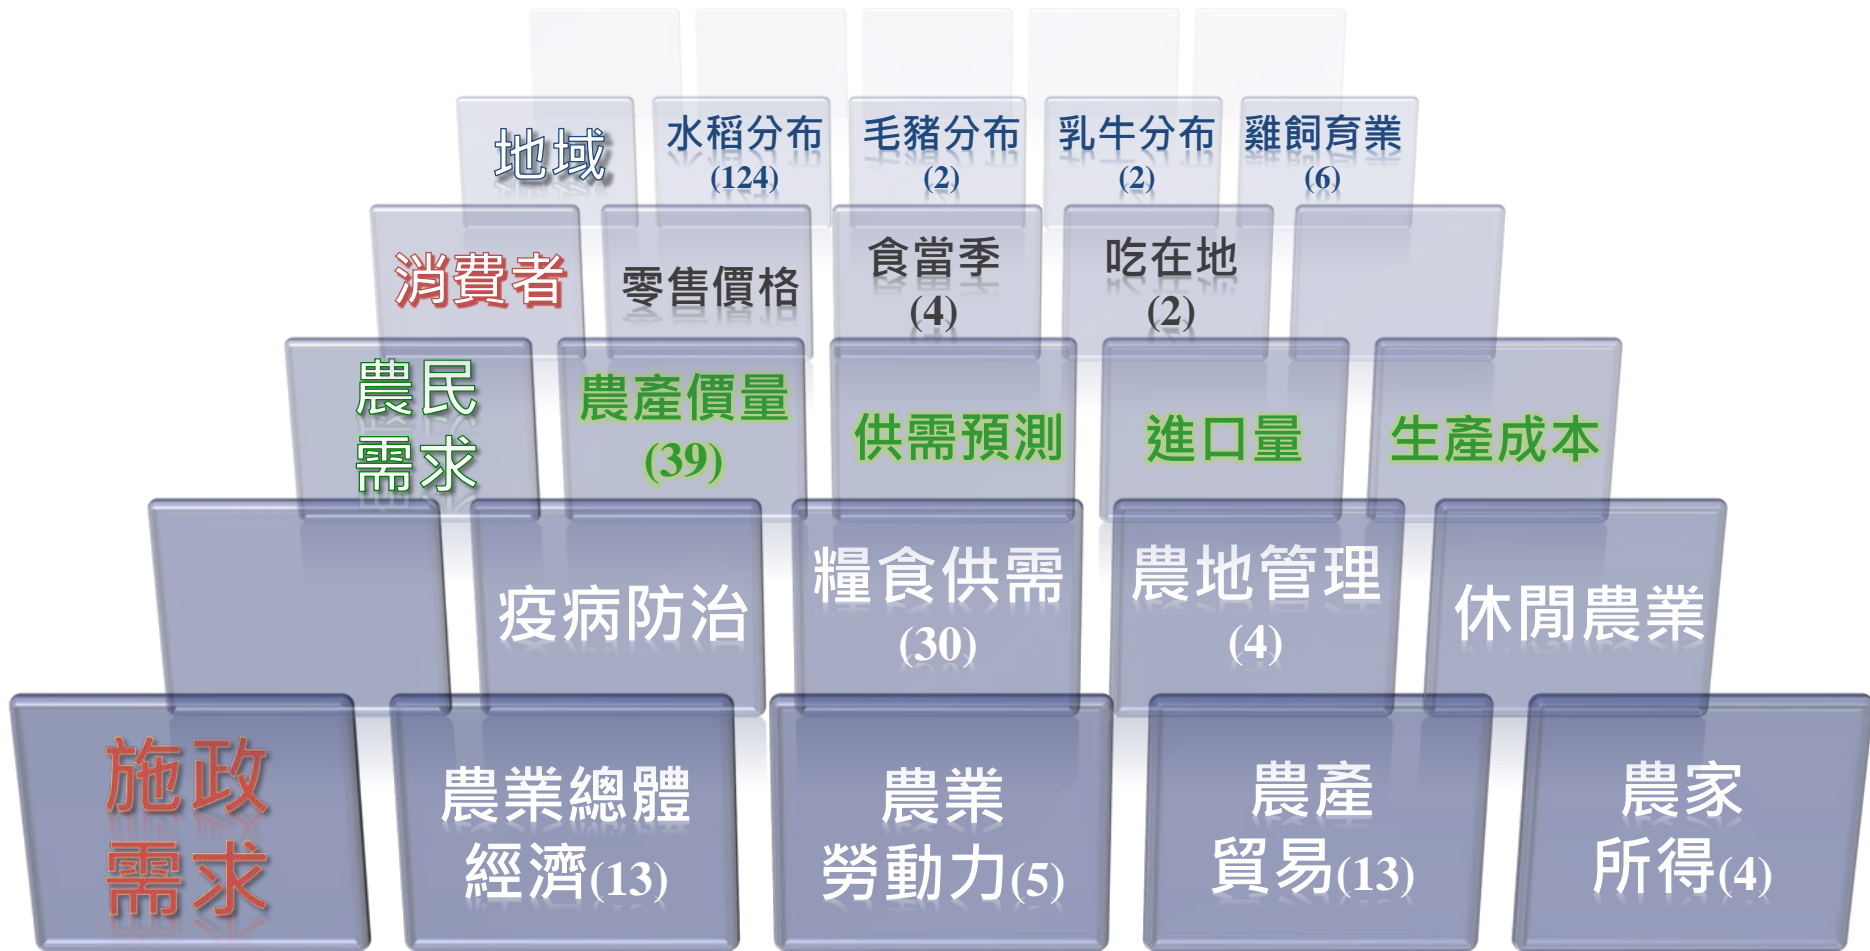 地域
水稻分布
(124)
毛豬分布
(2)
乳牛分布
(2)
雞飼育業
(6)
消費者
零售價格
食當季
(4)
吃在地
(2)
農民
需求
農產價量
(39)
供需預測
進口量
生產成本
疫病防治
糧食供需
(30)
農地管理
(4)
休閒農業
施政
需求
農業總體
經濟(13)
農業
勞動力(5)
農產
貿易(13)
農家
所得(4)